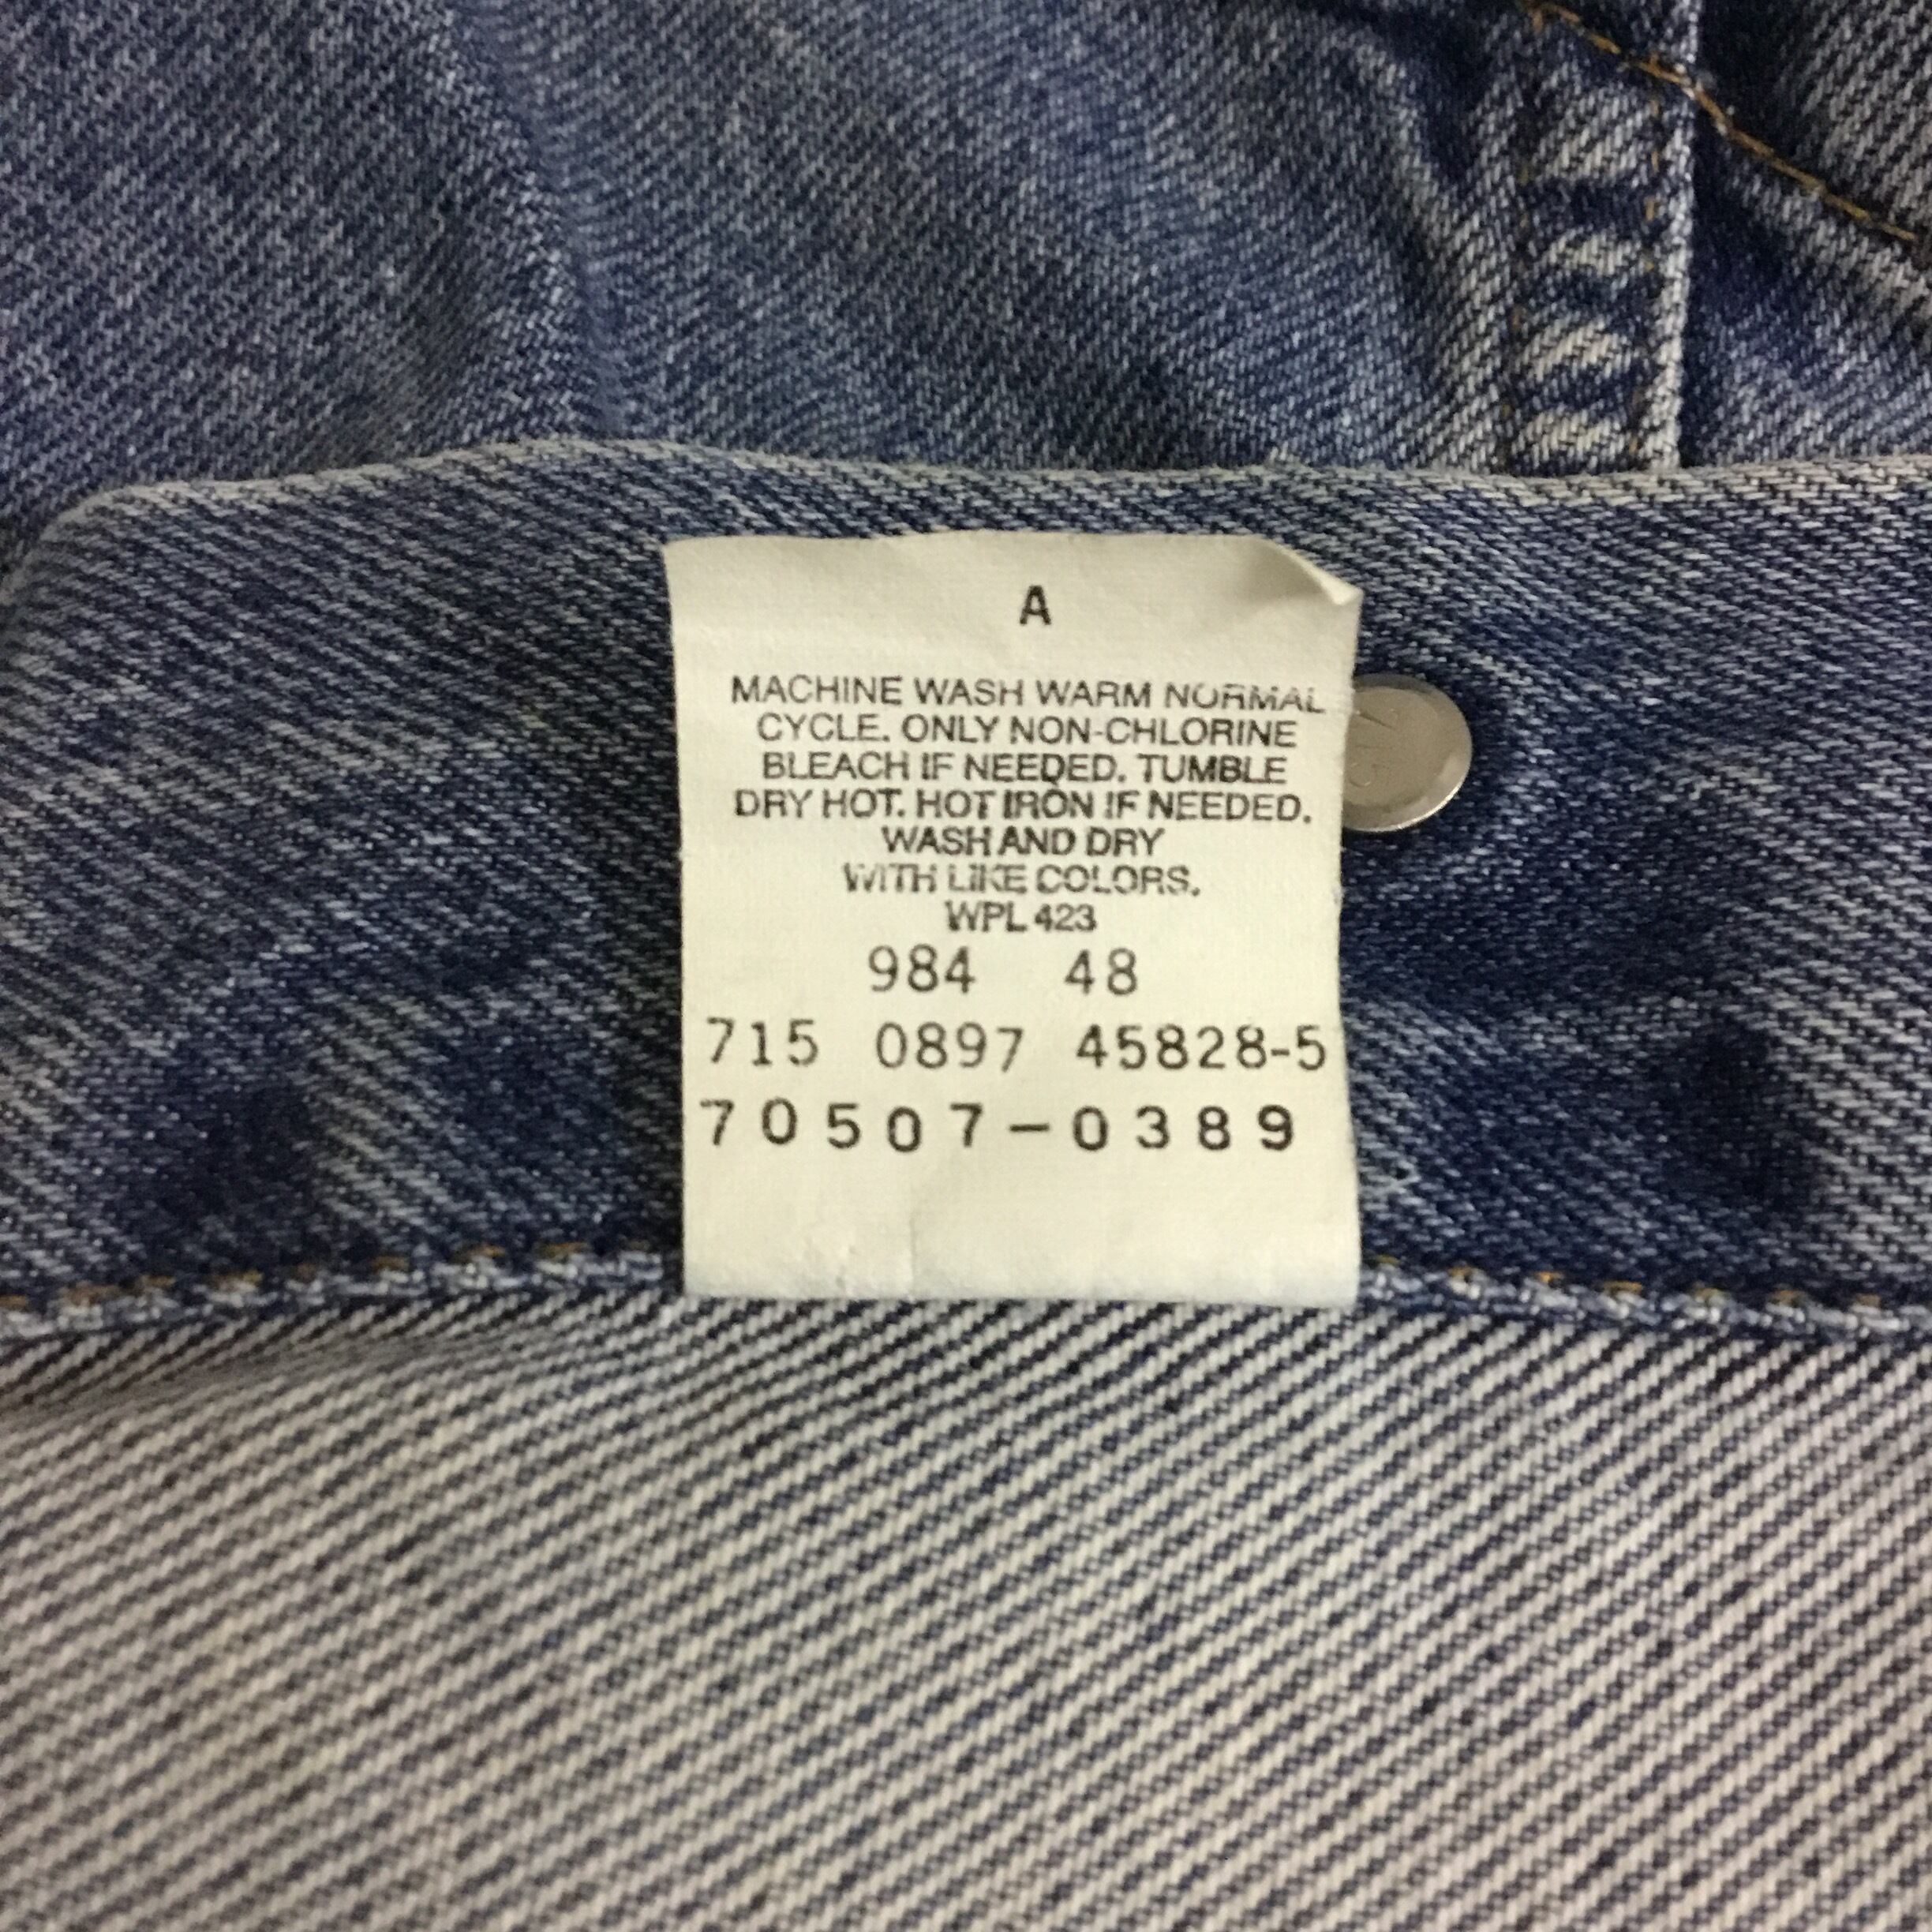 A
MACHINE WASH WARM NORMAL
CYCLE. ONLY NON-CHLORINE
BLEACH IF NEEDED. TUMBLE
DRY HOT. HOT IRON IF NEEDED.
WASH AND DRY
WITH LIKE COLORS.
WPL 423
984 48
715 0897 45828-5
70507-0389